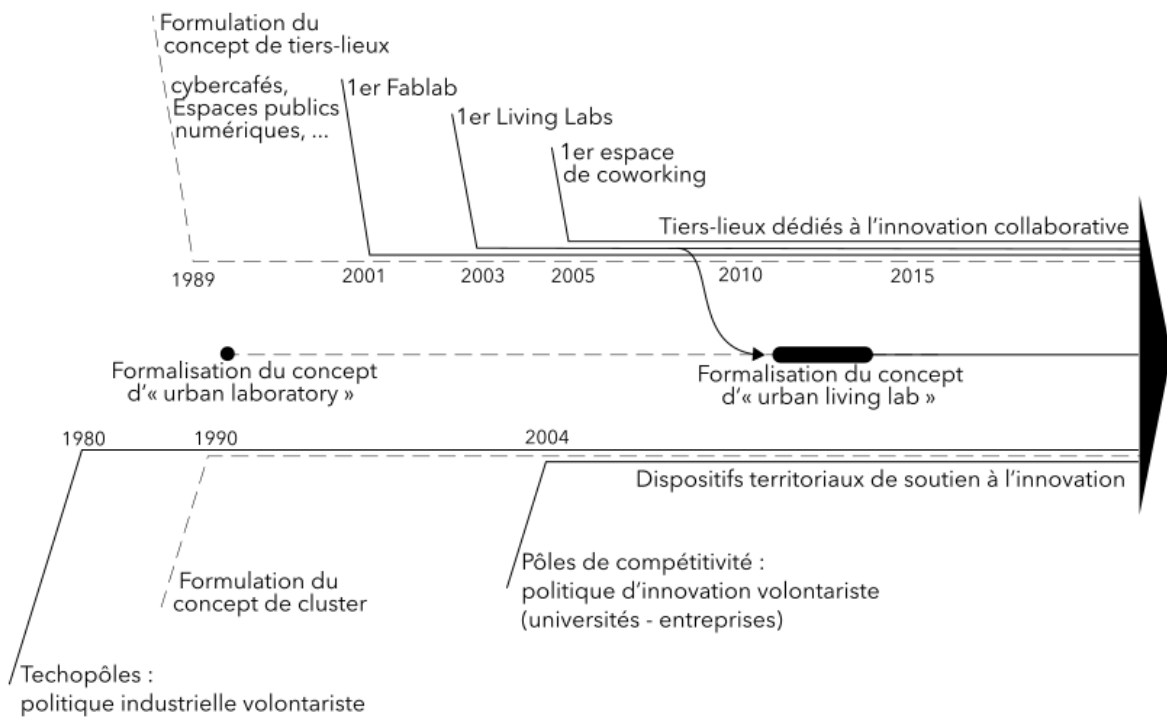 Formulation du
concept de tiers-lieux
cybercafés,
Espaces publics
numériques, ...
1er Fablab
1er Living Labs
1er espace
de coworking
Tiers-lieux dédiés à l'innovation collaborative
1989
2001
2003
2005
2010
2015
Formalisation du concept
d'« urban laboratory »
Formalisation du concept
d'« urban living lab »
1980
1990
2004
Dispositifs territoriaux de soutien à l'innovation
Formulation du
concept de cluster
Pôles de compétitivité :
politique d'innovation volontariste
(universités - entreprises)
Techopôles :
politique industrielle volontariste